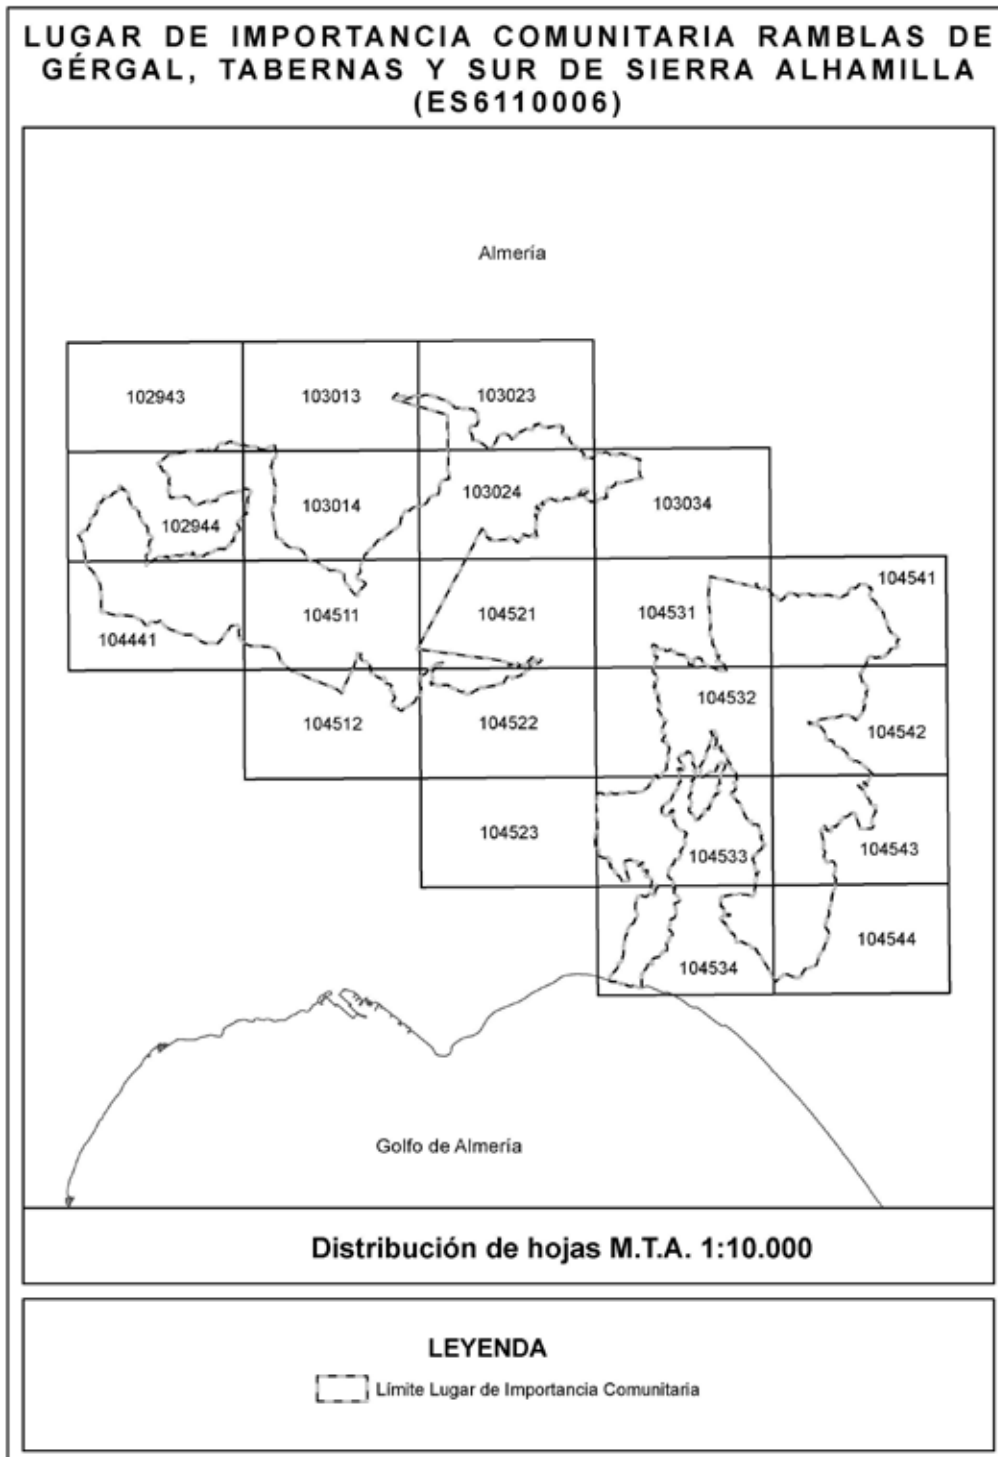 LUGAR DE IMPORTANCIA COMUNITARIA RAMBLAS DE
GÉRGAL, TABERNAS Y SUR DE SIERRA ALHAMILLA
(ES6110006)
Almería
102943
103013
103023
102944
103014
103024
103034
104441
104511
104521
104531
104541
104512
104522
104532
104542
104523
104533
104543
104534
104544
Golfo de Almería
Distribución de hojas M.T.A. 1:10.000
LEYENDA
Límite Lugar de Importancia Comunitaria